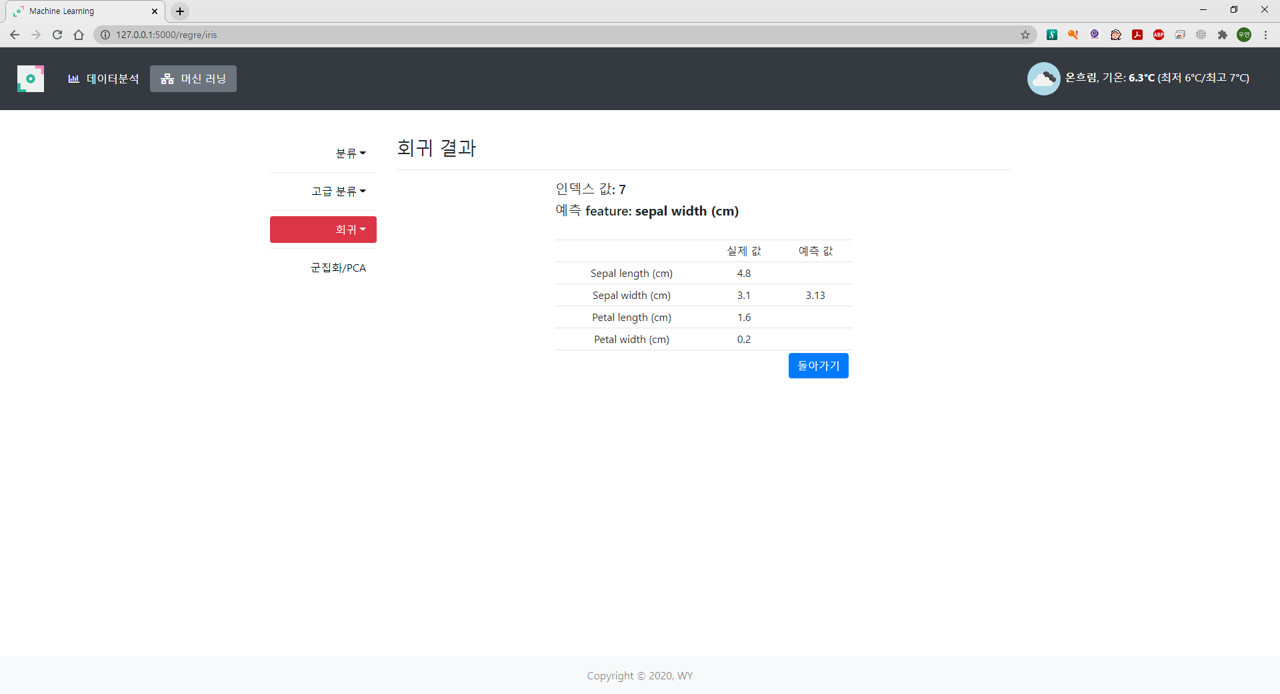 Machine Learning
127.0.0.1:5000/regre/iris
ABP
우연
데이터분석
머신 러닝
온흐림, 기온: 6.3℃ (최저 6℃/최고 7℃)
분류
고급 분류
회귀
군집화/PCA
회귀 결과
인덱스 값: 7
예측 feature: sepal width (cm)
실제 값 예측 값
Sepal length (cm) 4.8
Sepal width (cm) 3.1 3.13
Petal length (cm) 1.6
Petal width (cm) 0.2
돌아가기
Copyright © 2020, WY